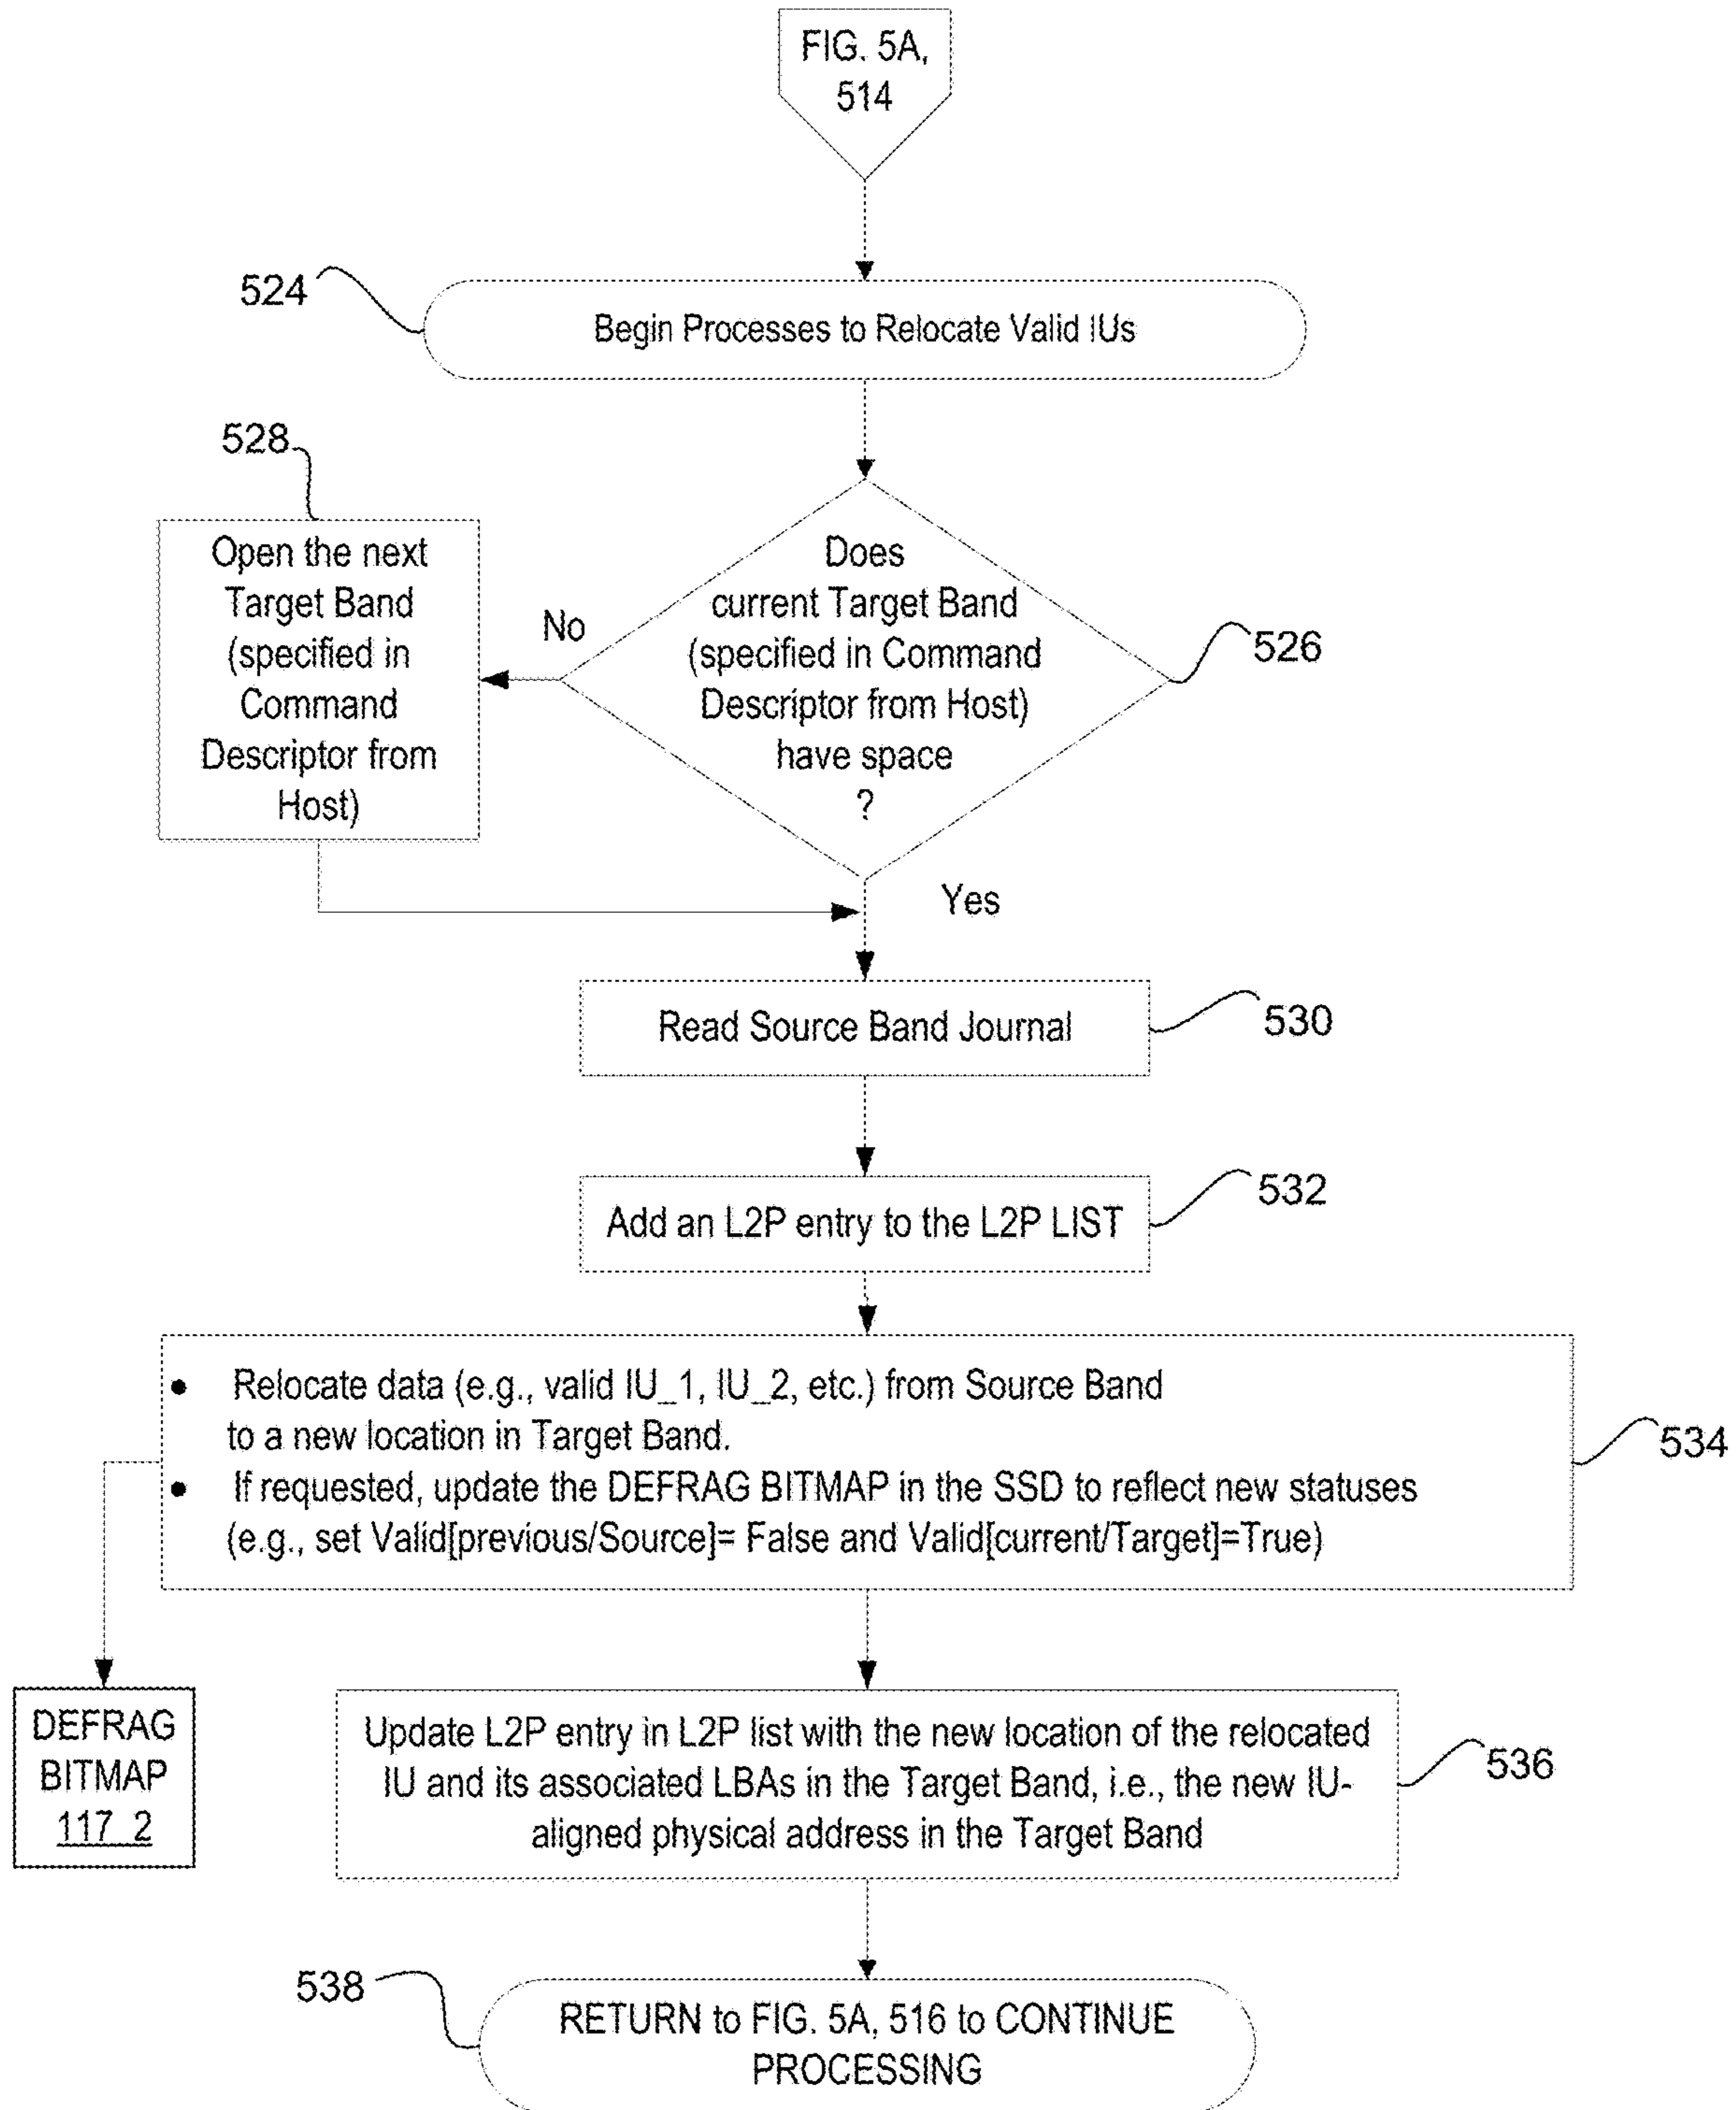 FIG. 5A,
514
524
Begin Processes to Relocate Valid IUs
528
Open the next
Target Band
(specified in
Command
Descriptor from
Host)
No
Does
current Target Band
(specified in Command
Descriptor from Host)
have space
?
526
Yes
Read Source Band Journal
530
Add an L2P entry to the L2P LIST
532
• Relocate data (e.g., valid IU_1, IU_2, etc.) from Source Band
to a new location in Target Band.
• If requested, update the DEFRAG BITMAP in the SSD to reflect new statuses
(e.g., set Valid[previous/Source]= False and Valid[current/Target]=True)
534
DEFRAG
BITMAP
117_2
Update L2P entry in L2P list with the new location of the relocated
IU and its associated LBAs in the Target Band, i.e., the new IU-
aligned physical address in the Target Band
536
538
RETURN to FIG. 5A, 516 to CONTINUE
PROCESSING